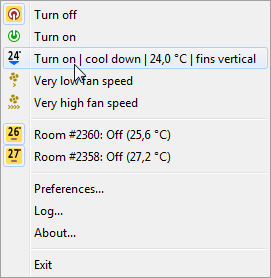 Turn off
Turn on
24° Turn on | cool down | 24,0 °C | fins vertical
Very low fan speed
Very high fan speed
26° Room #2360: Off (25,6 °C)
27° Room #2358: Off (27,2 °C)
Preferences...
Log...
About...
Exit